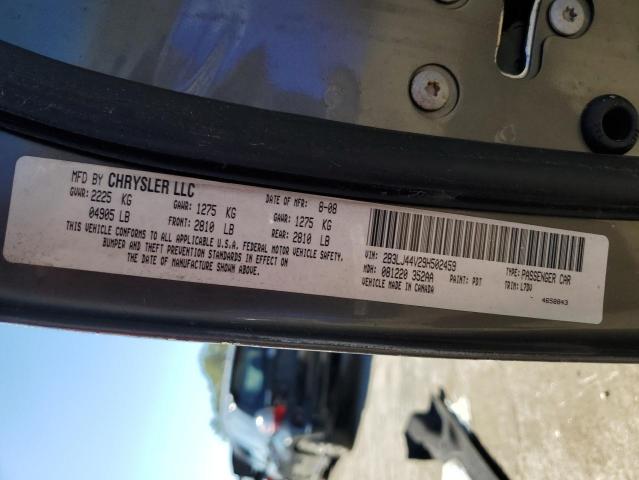 MFD BY CHRYSLER LLC
DATE OF MFR: 8-08
GVWR: 2225 KG
GAWR: 1275 KG
GAWR: 1275 KG
04905 LB
FRONT: 2810 LB
REAR: 2810 LB
THIS VEHICLE CONFORMS TO ALL APPLICABLE U.S.A. FEDERAL MOTOR VEHICLE SAFETY,
BUMPER AND THEFT PREVENTION STANDARDS IN EFFECT
ON THE DATE OF MANUFACTURE SHOWN ABOVE.
VIN: 2B3LJ44V29H502459
TYPE: PASSENGER CAR
MDH: 081220 352AA
PAINT: PDT
TRIM: L7DV
VEHICLE MADE IN CANADA
4658843